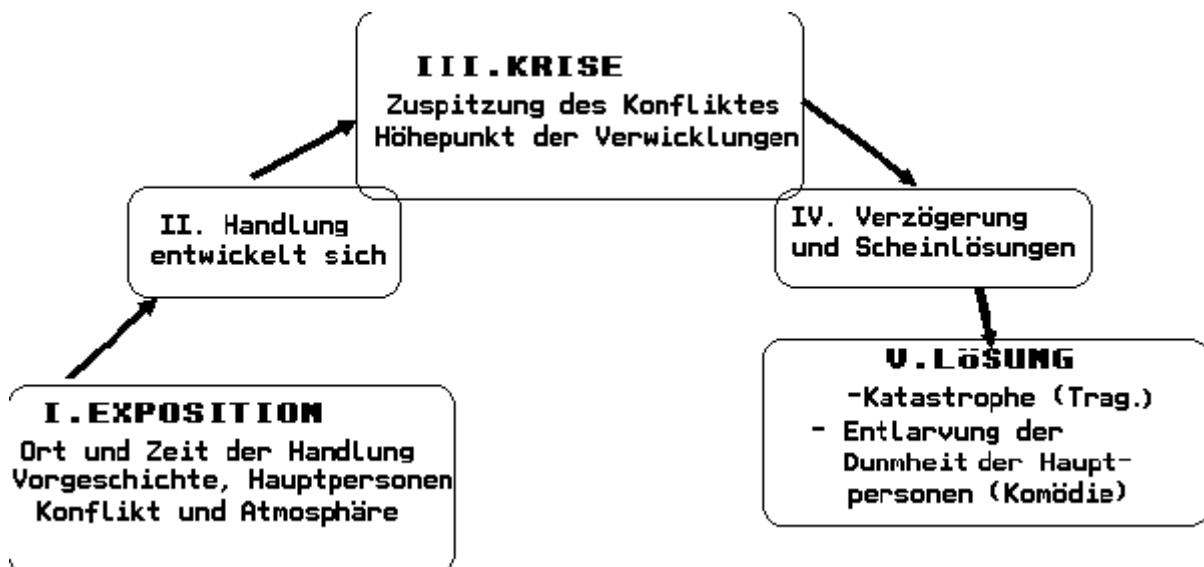 I.EXPOSITION
Ort und Zeit der Handlung
Vorgeschichte, Hauptpersonen
Konflikt und Atmosphäre
II. Handlung
entwickelt sich
III.KRISE
Zuspitzung des Konfliktes
Höhepunkt der Verwicklungen
IV. Verzögerung
und Scheinlösungen
V.LöSUNG
-Katastrophe (Trag.)
- Entlarvung der
Dunmheit der Haupt-
personen (Komödie)